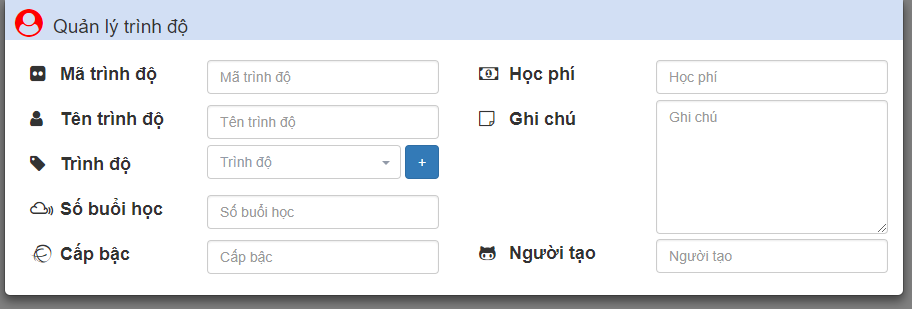 Quản lý trình độ
Mã trình độ
Mã trình độ
Tên trình độ
Tên trình độ
Trình độ
Trình độ
+
Số buổi học
Số buổi học
Cấp bậc
Cấp bậc
Học phí
Học phí
Ghi chú
Ghi chú
Người tạo
Người tạo